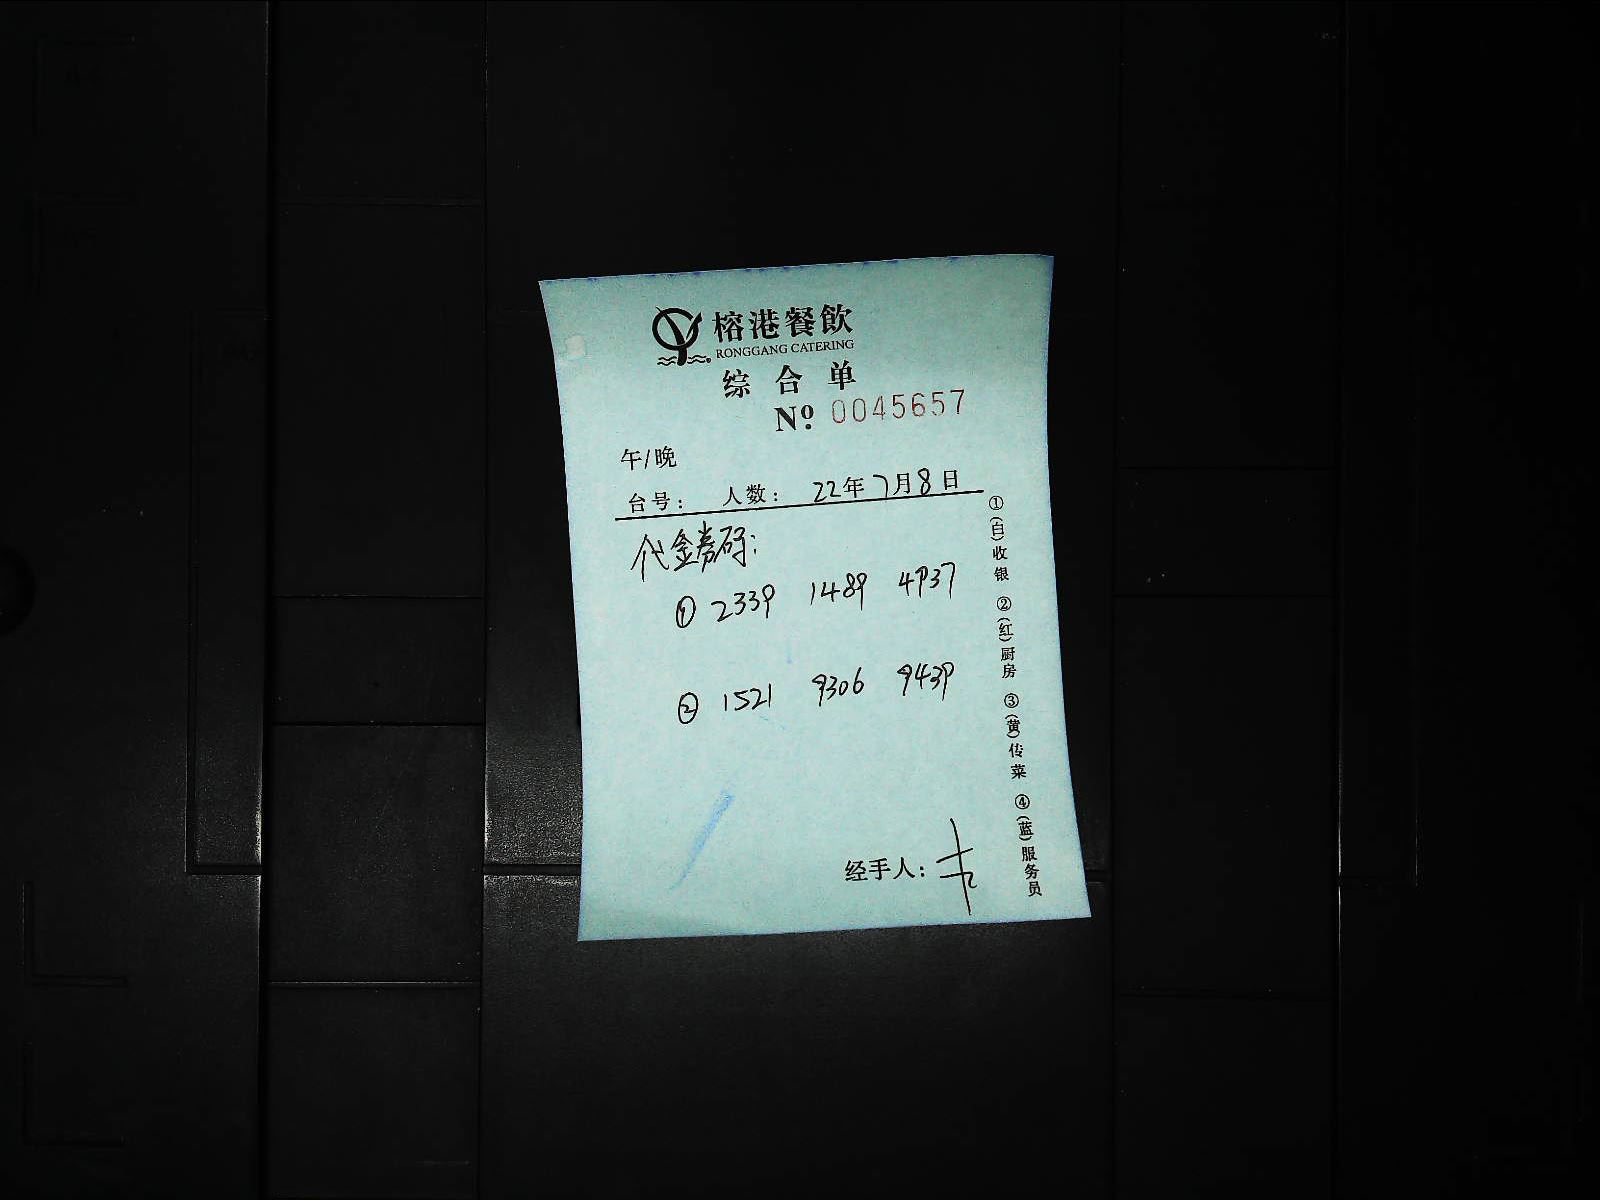 榕港餐飲
RONGGANG CATERING
综合单
Nº: 0045657
午/晚
台号: 人数: 22年7月8日
代金券码:
① 2339 1489 4937
② 1521 9306 9439
经手人:
①(白)收银 ②(红)厨房 ③(黄)传菜 ④(蓝)服务员